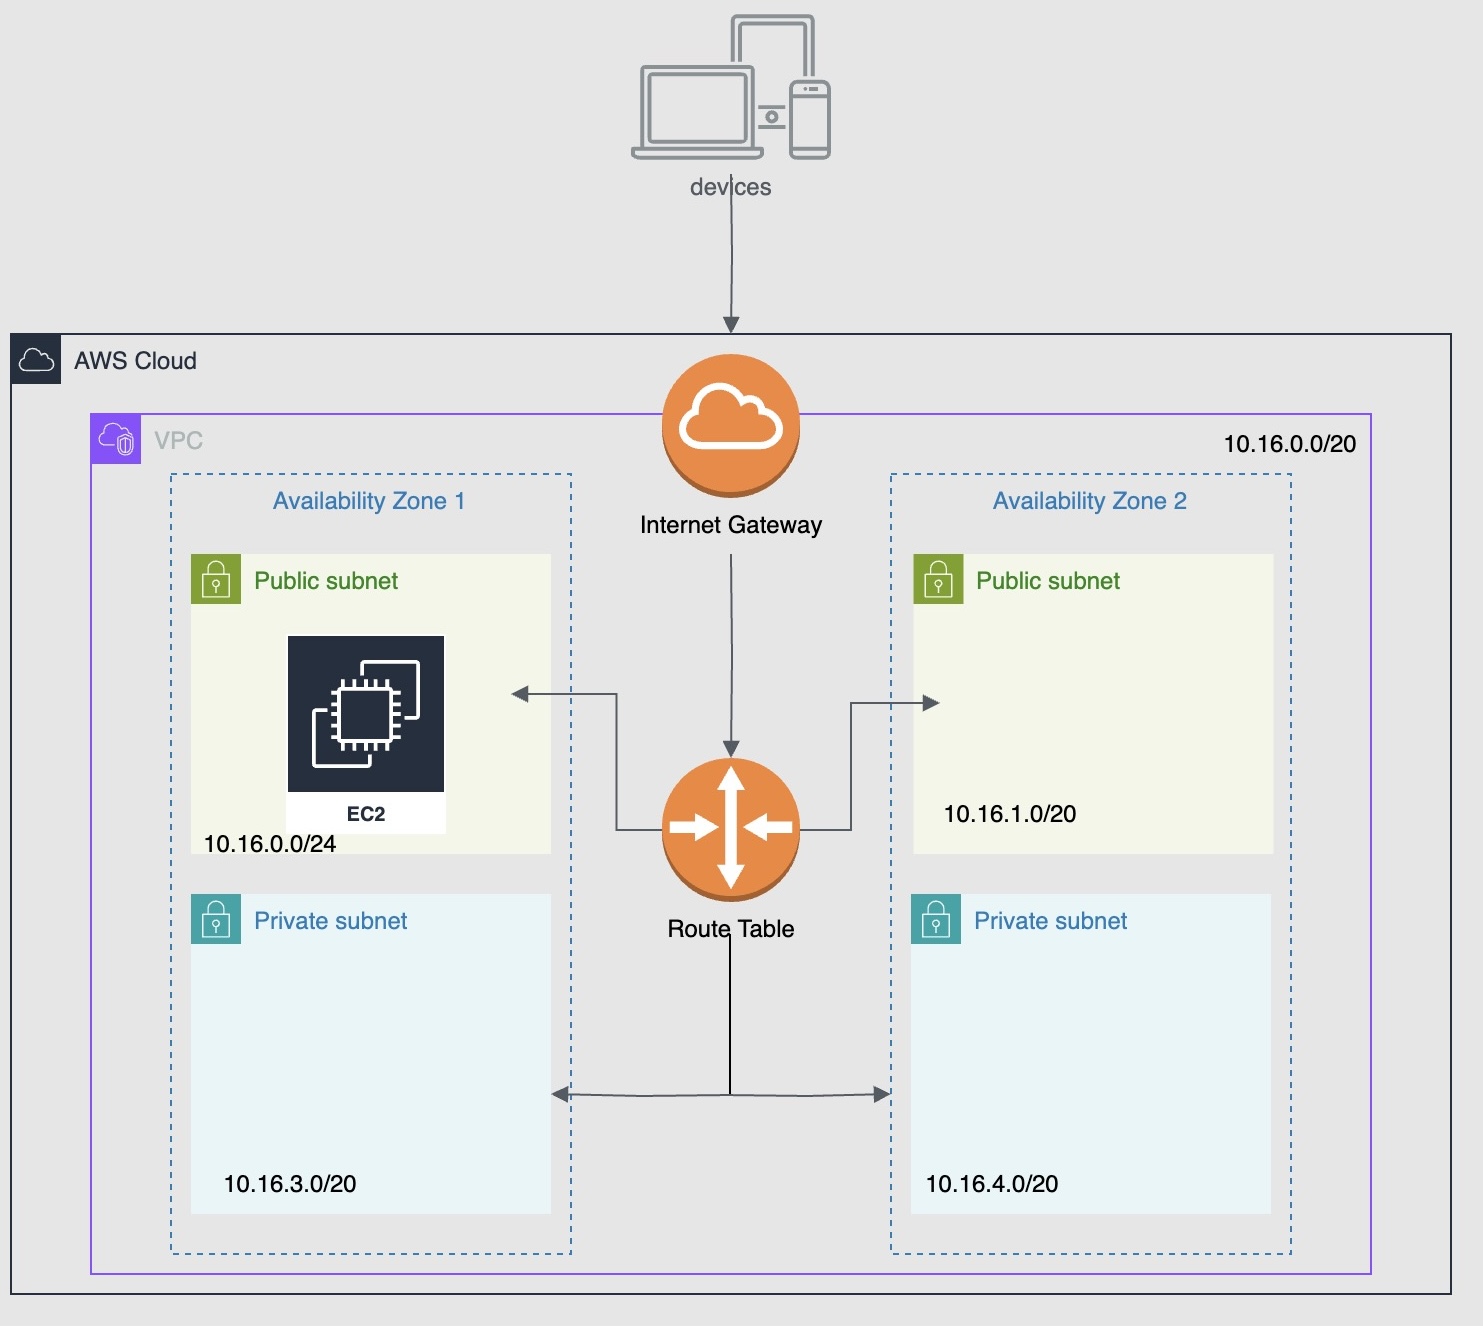 devices
AWS Cloud
VPC
10.16.0.0/20
Availability Zone 1
Internet Gateway
Availability Zone 2
Public subnet
Public subnet
EC2
10.16.0.0/24
10.16.1.0/20
Route Table
Private subnet
Private subnet
10.16.3.0/20
10.16.4.0/20